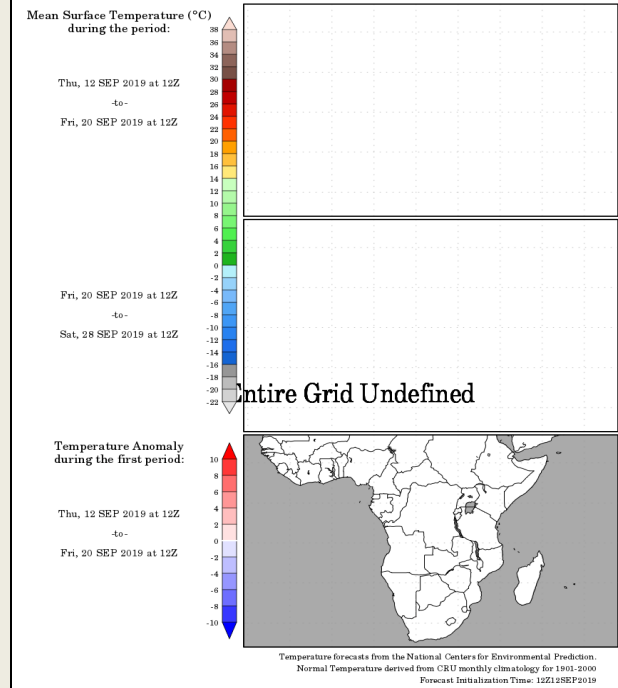 Mean Surface Temperature (°C)
during the period:
38
36
34
32
30
28
26
24
22
20
18
16
14
12
10
8
6
4
2
0
-2
-4
-6
-8
-10
-12
-14
-16
-18
-20
-22
Thu, 12 SEP 2019 at 12Z
-to-
Fri, 20 SEP 2019 at 12Z
Fri, 20 SEP 2019 at 12Z
-to-
Sat, 28 SEP 2019 at 12Z
Entire Grid Undefined
Temperature Anomaly
during the first period:
10
8
6
4
2
0
-2
-4
-6
-8
-10
Thu, 12 SEP 2019 at 12Z
-to-
Fri, 20 SEP 2019 at 12Z
Temperature forecasts from the National Centers for Environmental Prediction.
Normal Temperature derived from CRU monthly climatology for 1901-2000
Forecast Initialization Time: 12Z12SEP2019